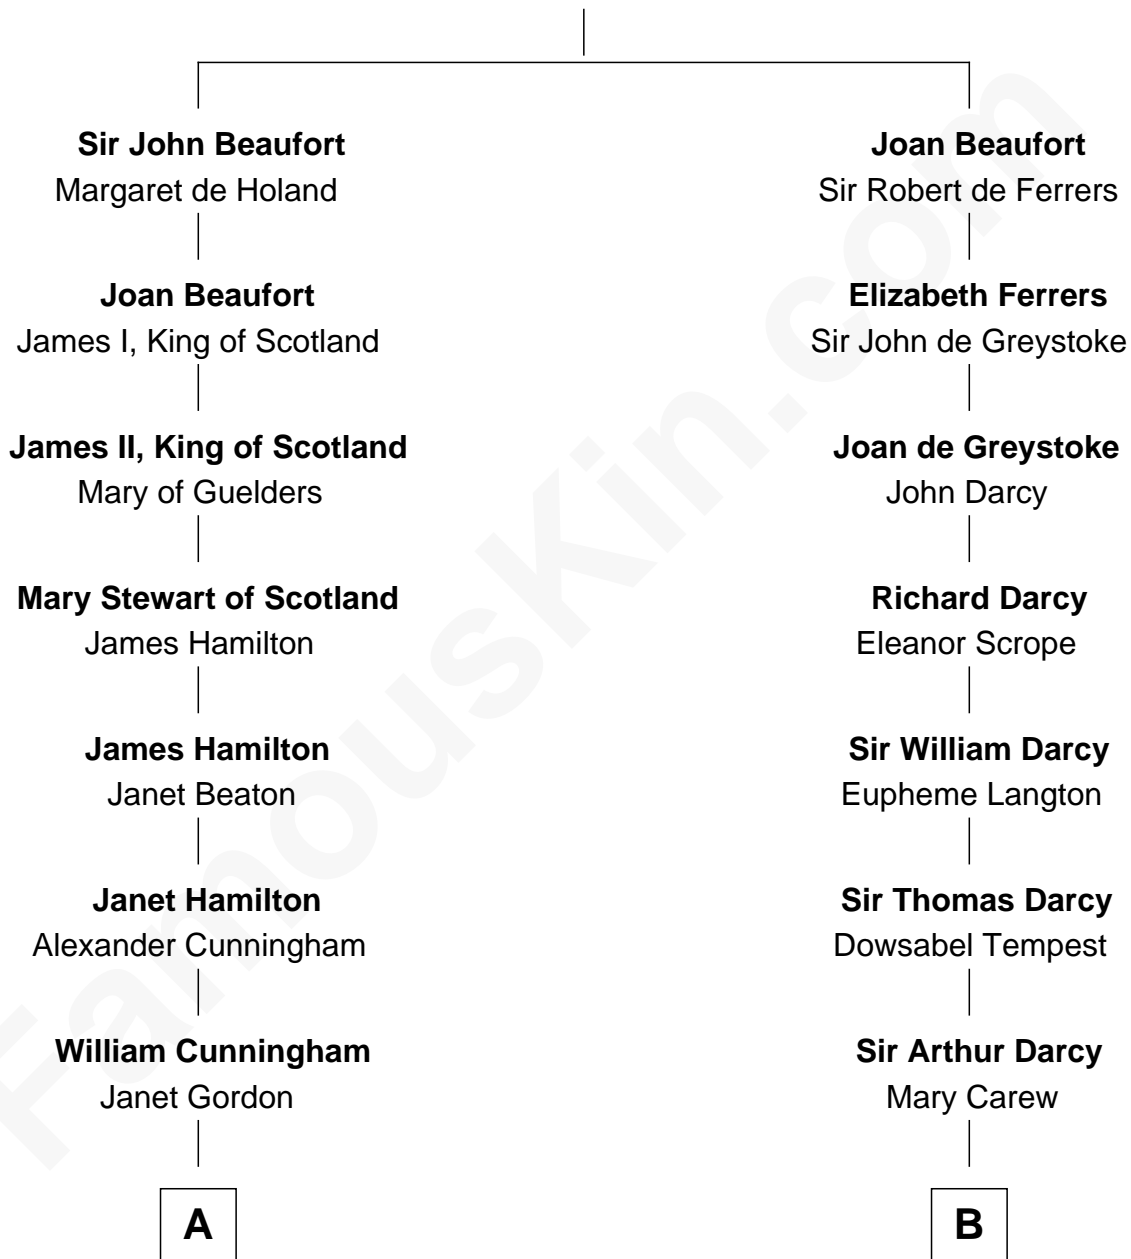 Sir John Beaufort
Margaret de Holand
Joan Beaufort
James I, King of Scotland
James II, King of Scotland
Mary of Guelders
Mary Stewart of Scotland
James Hamilton
James Hamilton
Janet Beaton
Janet Hamilton
Alexander Cunningham
William Cunningham
Janet Gordon
A
Joan Beaufort
Sir Robert de Ferrers
Elizabeth Ferrers
Sir John de Greystoke
Joan de Greystoke
John Darcy
Richard Darcy
Eleanor Scrope
Sir William Darcy
Eupheme Langton
Sir Thomas Darcy
Dowsabel Tempest
Sir Arthur Darcy
Mary Carew
B
FamousKin.com